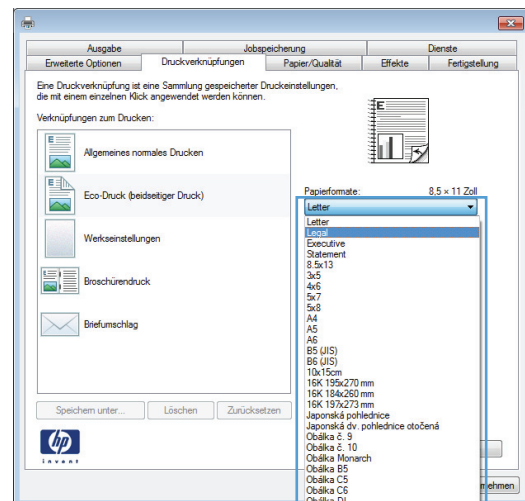 Ausgabe Jobspeicherung Dienste
Erweiterte Optionen Druckverknüpfungen Papier/Qualität Effekte Fertigstellung
Eine Druckverknüpfung ist eine Sammlung gespeicherter Druckeinstellungen,
die mit einem einzelnen Klick angewendet werden können.
Verknüpfungen zum Drucken:
Allgemeines normales Drucken
Eco-Druck (beidseitiger Druck)
Werkseinstellungen
Broschürendruck
Briefumschlag
Speichern unter... Löschen Zurücksetzen
hp
invent
E
Papierformate: 8,5 × 11 Zoll
Letter
Letter
Legal
Executive
Statement
8.5x13
3x5
4x6
5x7
5x8
A4
A5
A6
B5 (JIS)
B6 (JIS)
10x15cm
16K 195x270 mm
16K 184x260 mm
16K 197x273 mm
Japonská pohlednice
Japonská dv. pohlednice otočená
Obálka č. 9
Obálka č. 10
Obálka Monarch
Obálka B5
Obálka C5
Obálka C6
Obálka DL
nehmen